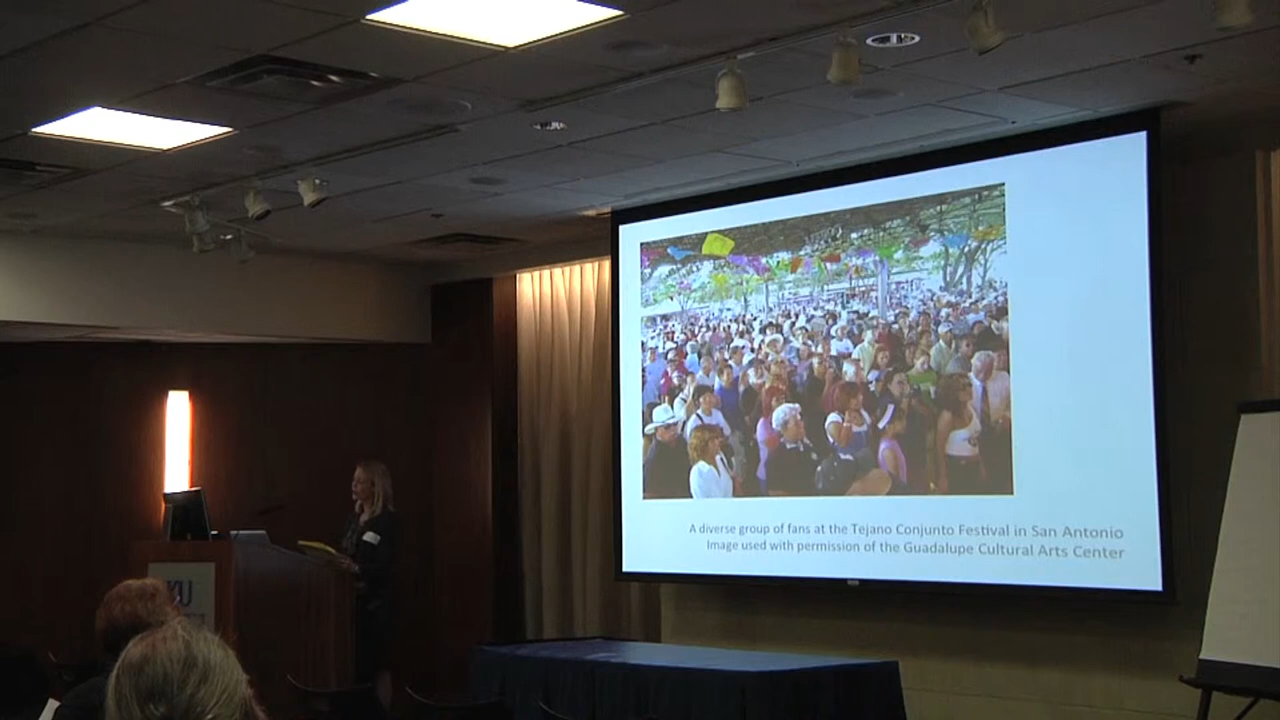 A diverse group of fans at the Tejano Conjunto Festival in San Antonio
Image used with permission of the Guadalupe Cultural Arts Center
KU